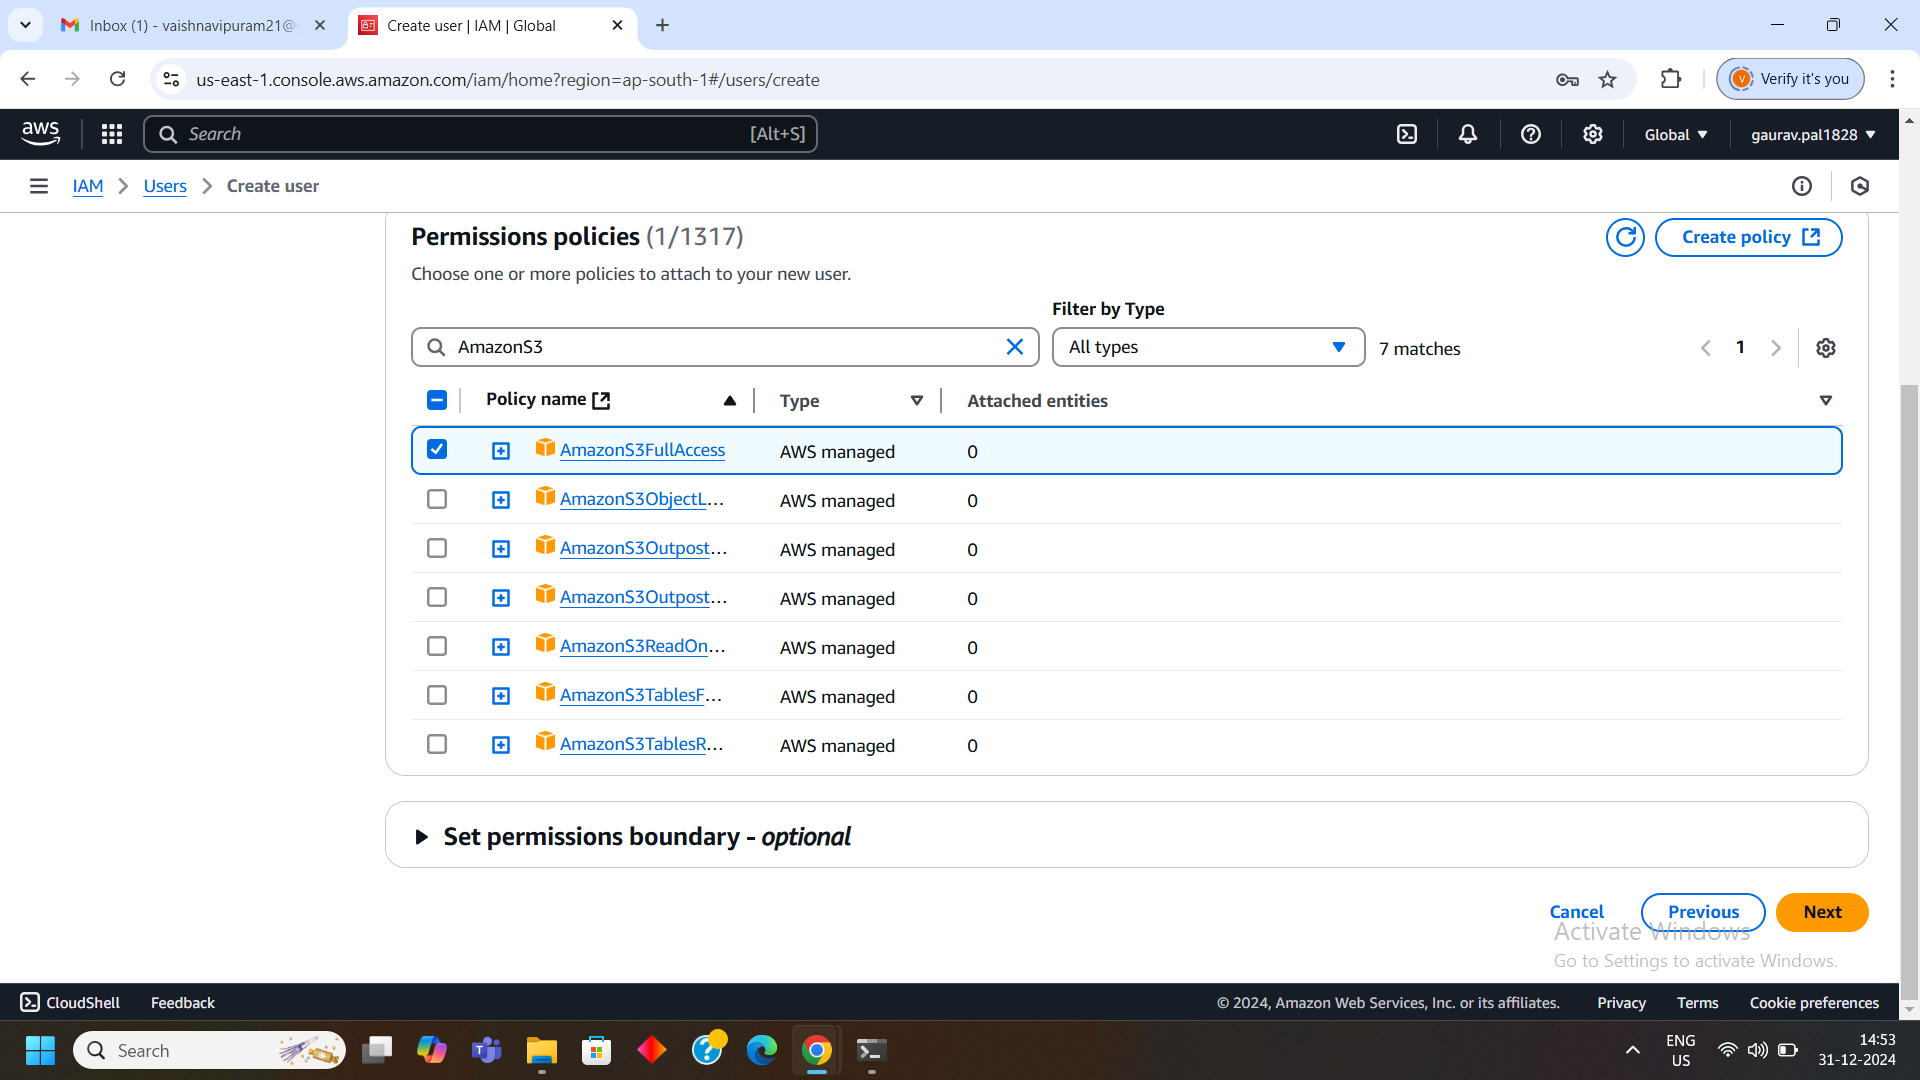 Inbox (1) - vaishnavipuram21@
Create user | IAM | Global
us-east-1.console.aws.amazon.com/iam/home?region=ap-south-1#/users/create
Verify it's you
aws
Search
[Alt+S]
Global
gaurav.pal1828
IAM
Users
Create user
Permissions policies (1/1317)
Create policy
Choose one or more policies to attach to your new user.
Filter by Type
AmazonS3
All types
7 matches
1
Policy name
Type
Attached entities
AmazonS3FullAccess AWS managed 0
AmazonS3ObjectL... AWS managed 0
AmazonS3Outpost... AWS managed 0
AmazonS3Outpost... AWS managed 0
AmazonS3ReadOn... AWS managed 0
AmazonS3TablesF... AWS managed 0
AmazonS3TablesR... AWS managed 0
Set permissions boundary - optional
Cancel
Previous
Next
Activate Windows
Go to Settings to activate Windows.
CloudShell
Feedback
© 2024, Amazon Web Services, Inc. or its affiliates.
Privacy
Terms
Cookie preferences
Search
ENG
US
14:53
31-12-2024